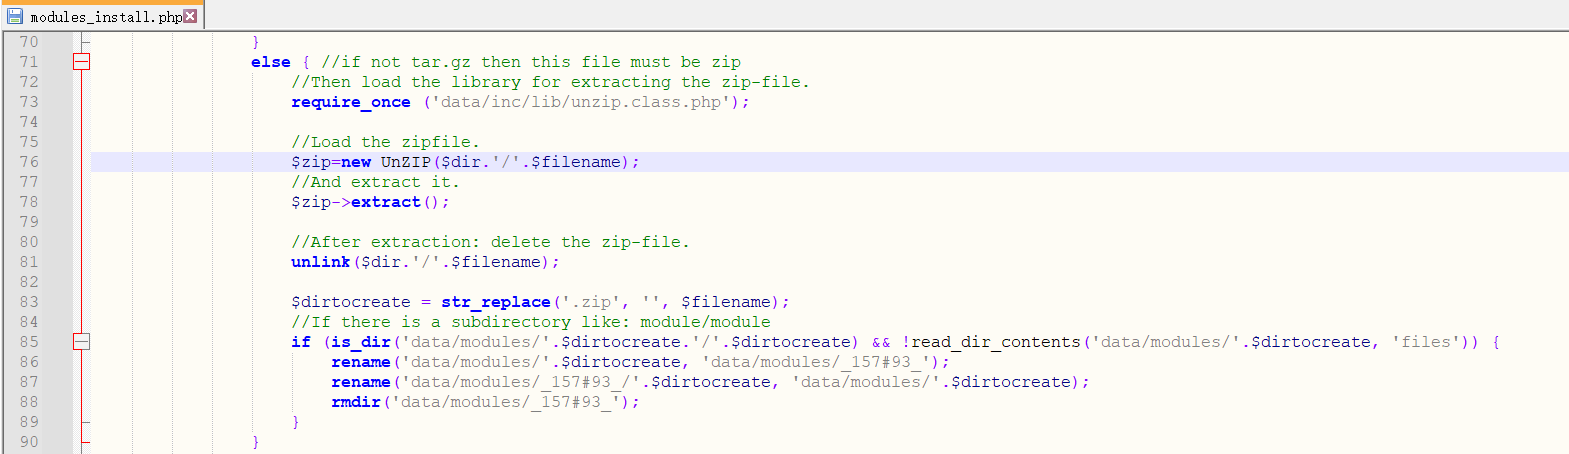 modules_install.php
70 }
71 else { //if not tar.gz then this file must be zip
72 //Then load the library for extracting the zip-file.
73 require_once ('data/inc/lib/unzip.class.php');
74
75 //Load the zipfile.
76 $zip=new UnZIP($dir.'/'.$filename);
77 //And extract it.
78 $zip->extract();
79
80 //After extraction: delete the zip-file.
81 unlink($dir.'/'.$filename);
82
83 $dirtocreate = str_replace('.zip', '', $filename);
84 //If there is a subdirectory like: module/module
85 if (is_dir('data/modules/'.$dirtocreate.'/'.$dirtocreate) && !read_dir_contents('data/modules/'.$dirtocreate, 'files')) {
86 rename('data/modules/'.$dirtocreate, 'data/modules/_157#93_');
87 rename('data/modules/_157#93_/'.$dirtocreate, 'data/modules/'.$dirtocreate);
88 rmdir('data/modules/_157#93_');
89 }
90 }